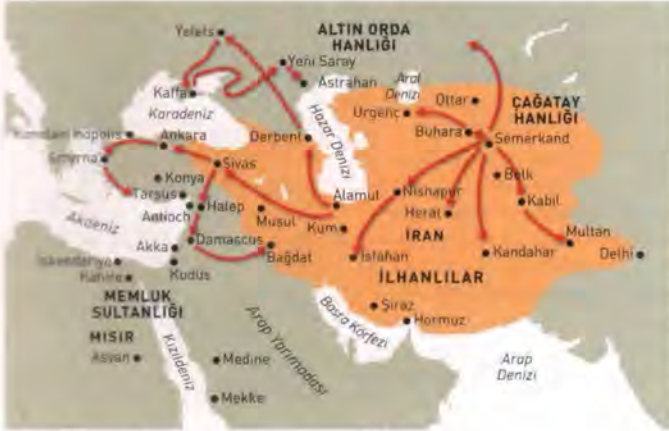 Yelets
ALTIN ORDA
HANLIĞI
Yeni Saray
Astrahan
Kaffa
Karadeniz
Hazar Denizi
Aral
Denizi
Otrar
Urgenç
ÇAĞATAY
HANLIĞI
Buhara
Semerkand
Konstantinopolis
Ankara
Derbent
Smyrna
Sivas
Konya
Belk
Tarsus
Alamut
Nishapur
Kabil
Antioch
Halep
Musul
Herat
Akdeniz
Kum
İRAN
Multan
Akka
Damascus
Bağdat
İsfahan
Kandahar
Delhi
İskenderiye
Kudüs
İLHANLILAR
Kahire
MEMLUK
SULTANLIĞI
Basra Körfezi
Şiraz
Hormuz
MISIR
Arap Yarımadası
Asvan
Kızıldeniz
Medine
Arap
Denizi
Mekke